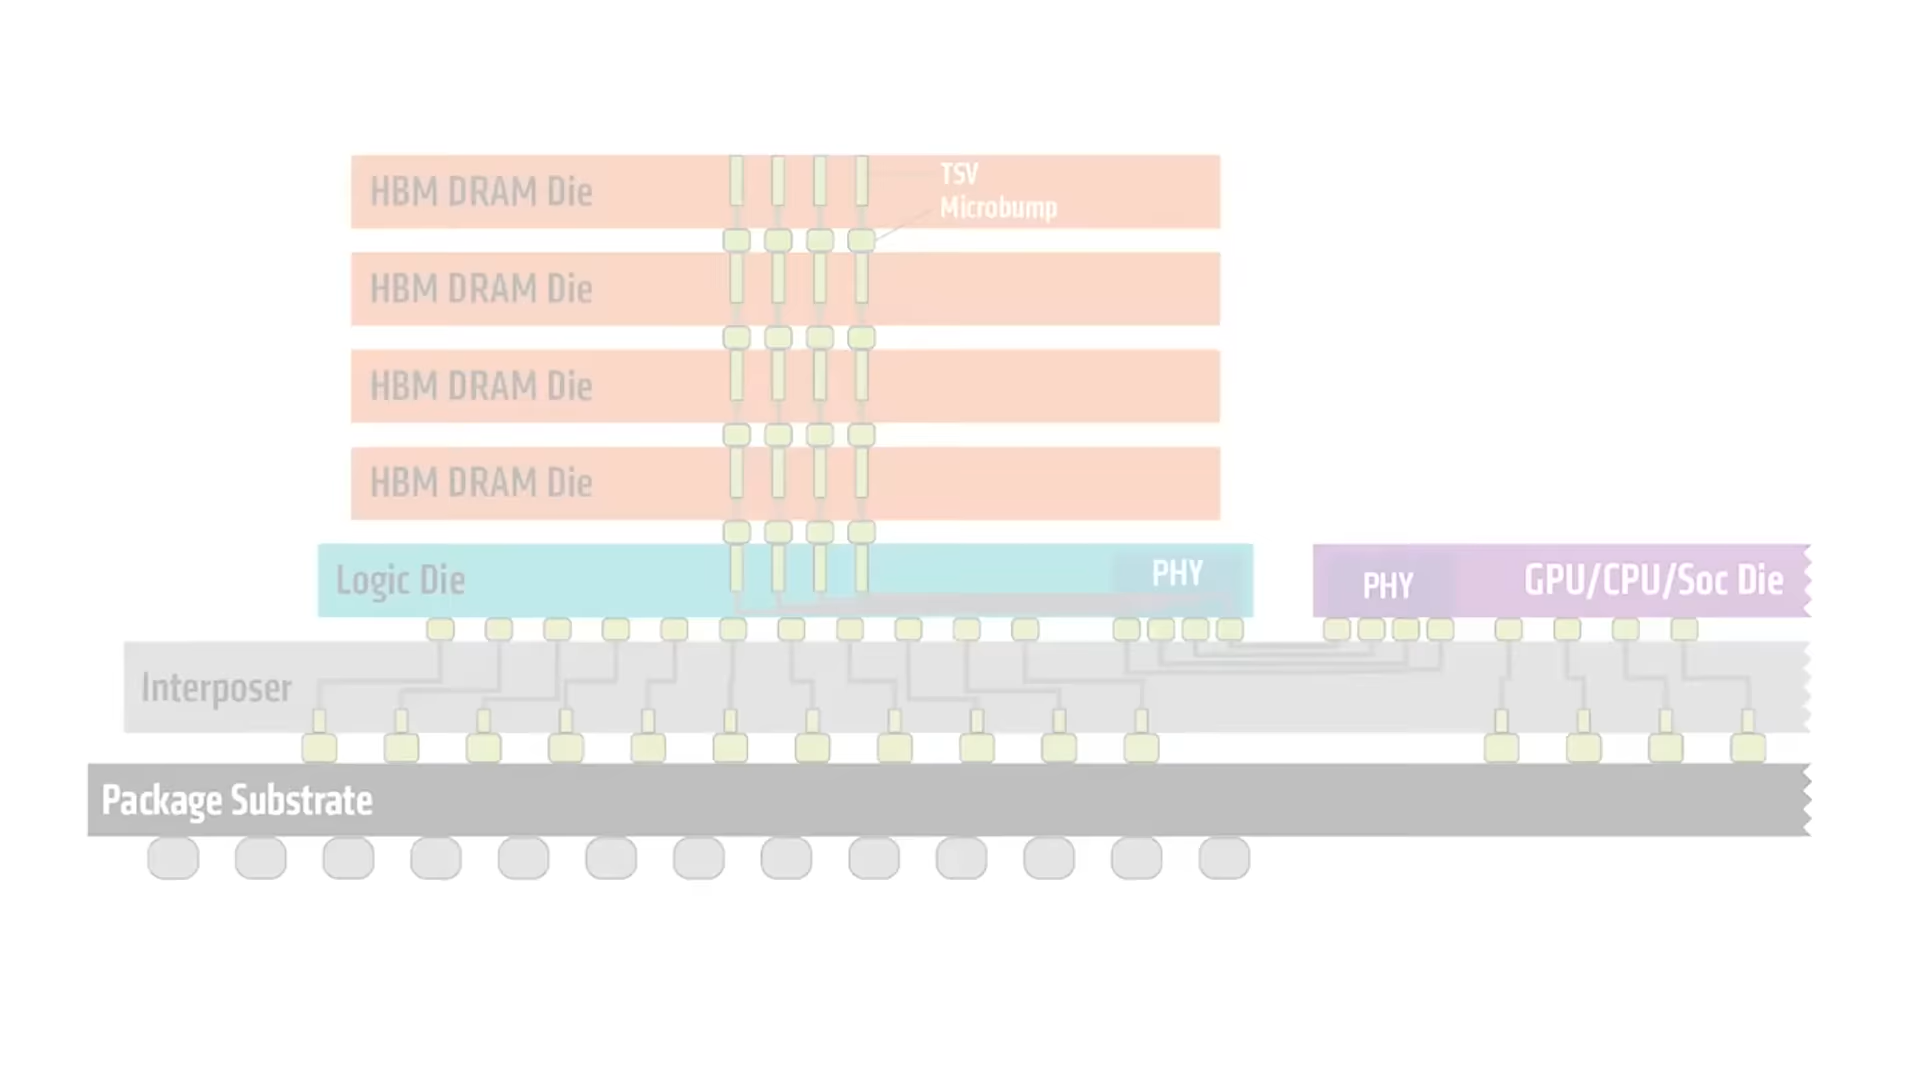 HBM DRAM Die
TSV
Microbump
HBM DRAM Die
HBM DRAM Die
HBM DRAM Die
Logic Die
PHY
PHY
GPU/CPU/Soc Die
Interposer
Package Substrate